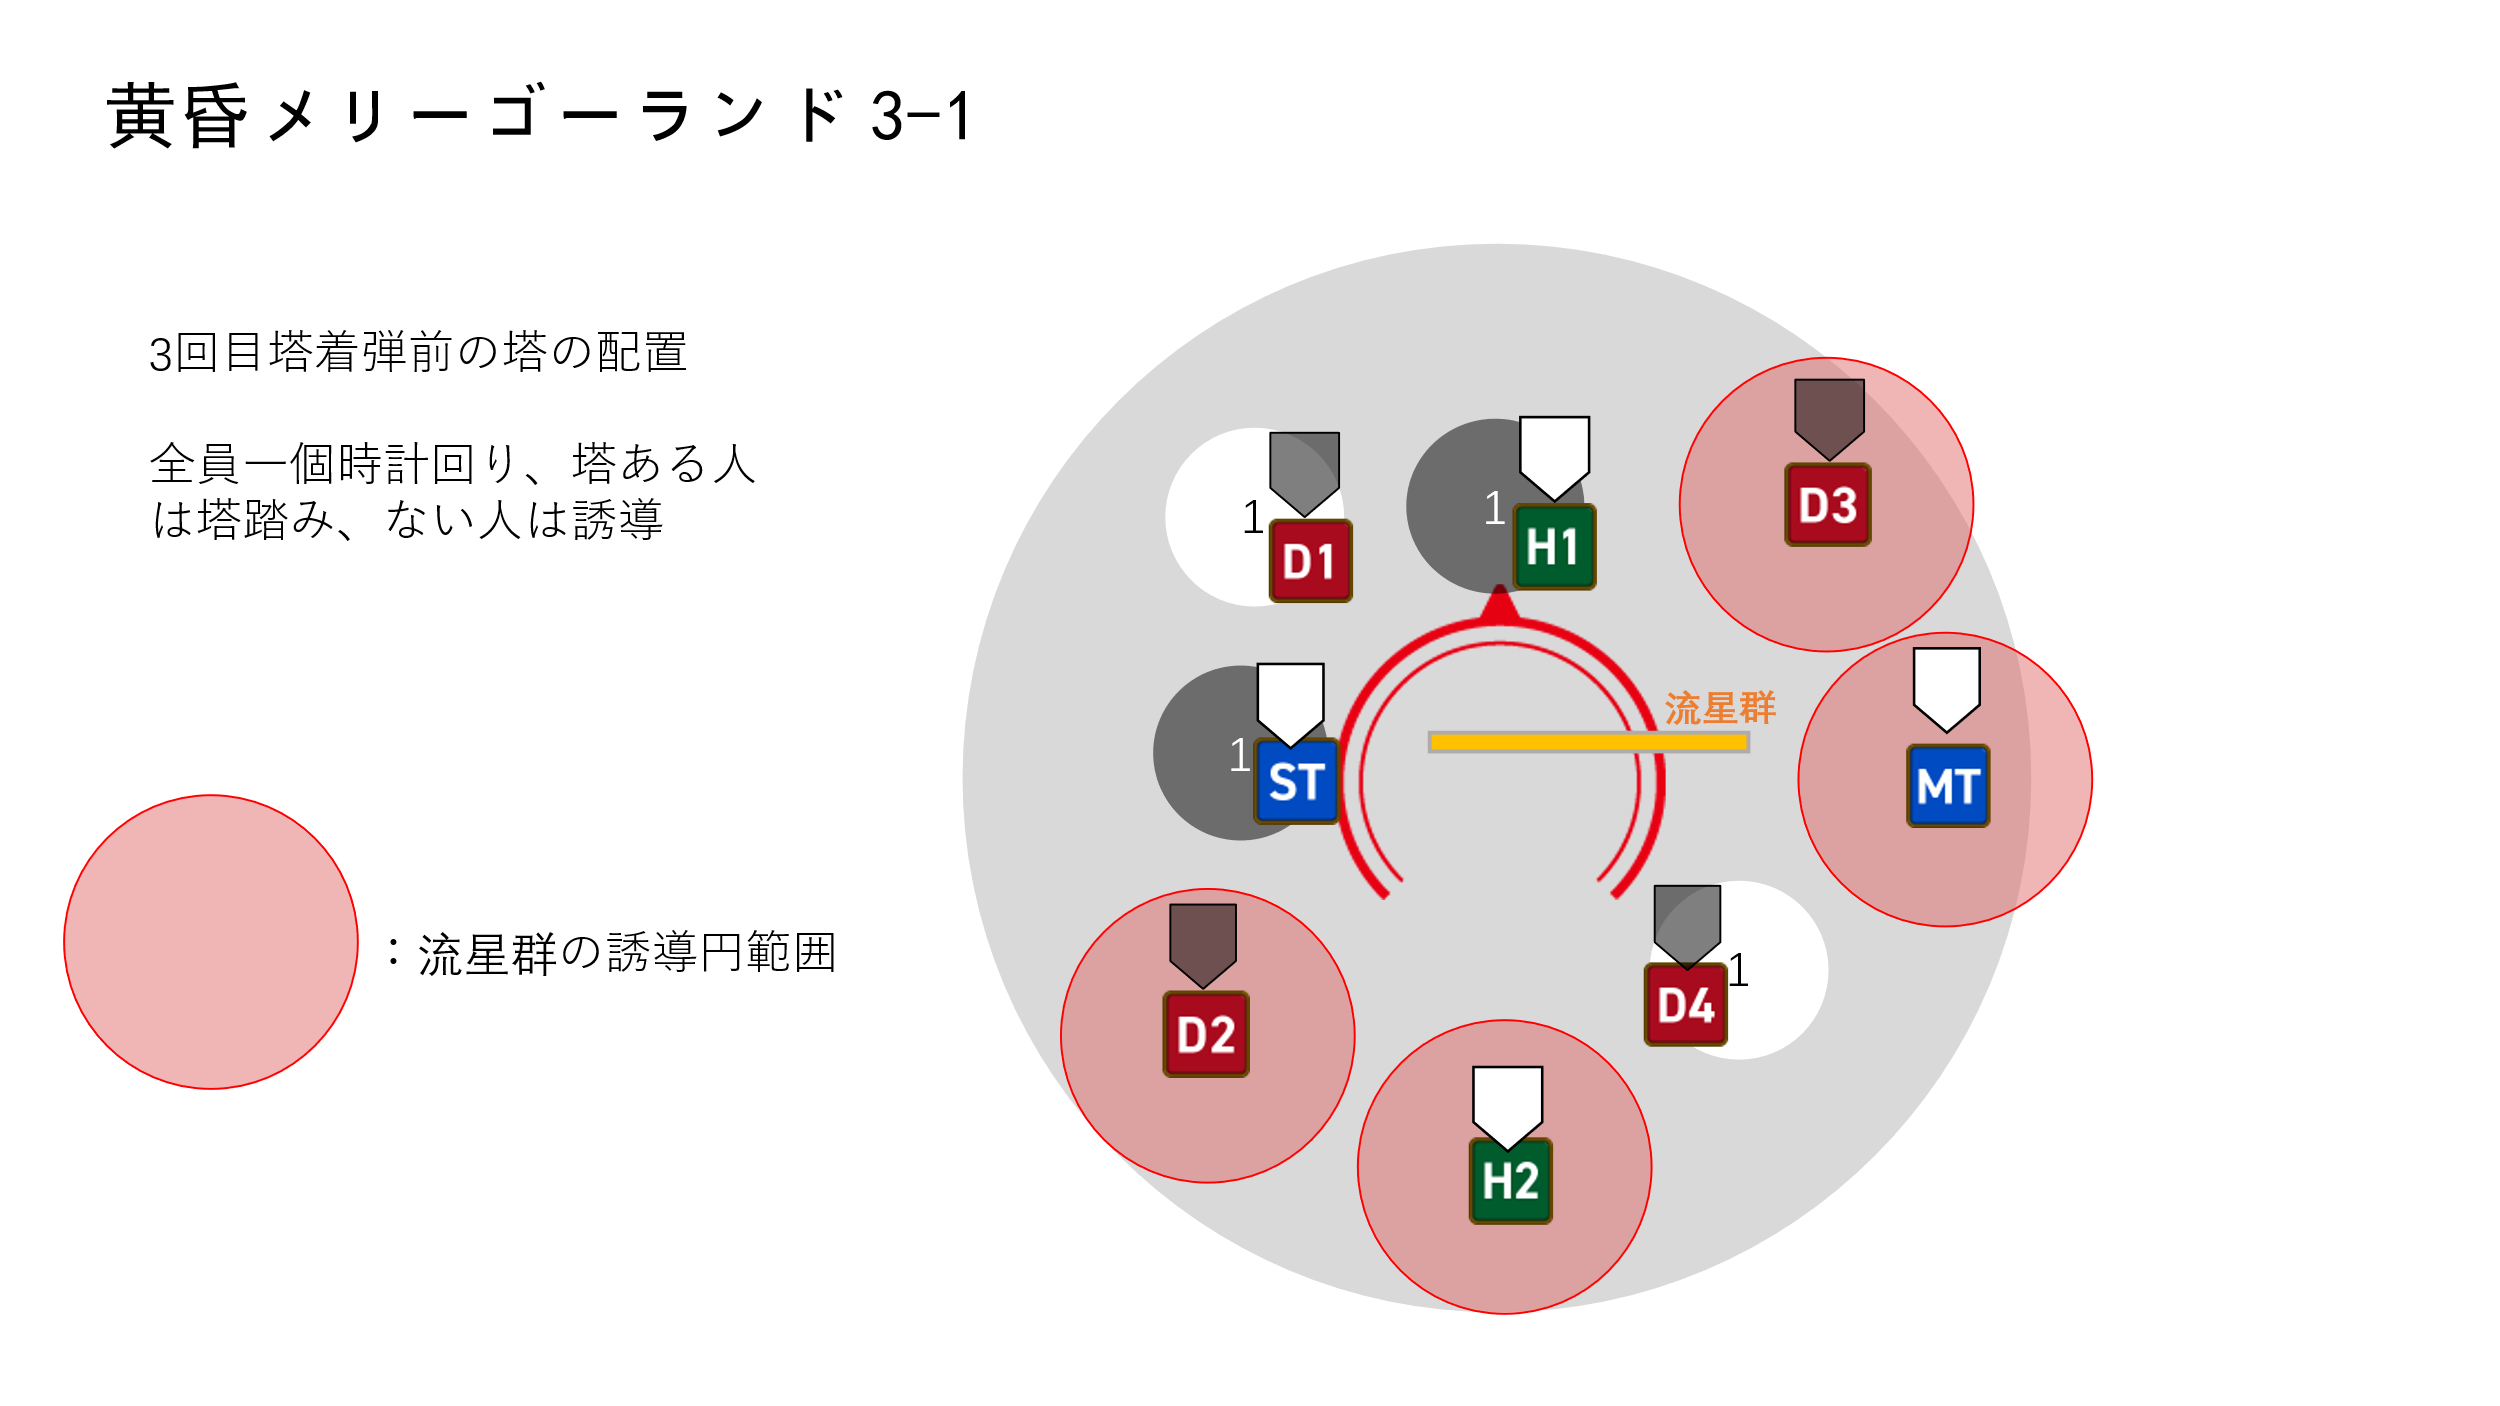 黄昏メリーゴーランド 3−1
3回目塔着弾前の塔の配置
全員一個時計回り、塔ある人
は塔踏み、ない人は誘導
：流星群の誘導円範囲
1
D1
1
H1
D3
1
ST
流星群
MT
D2
D4
1
H2